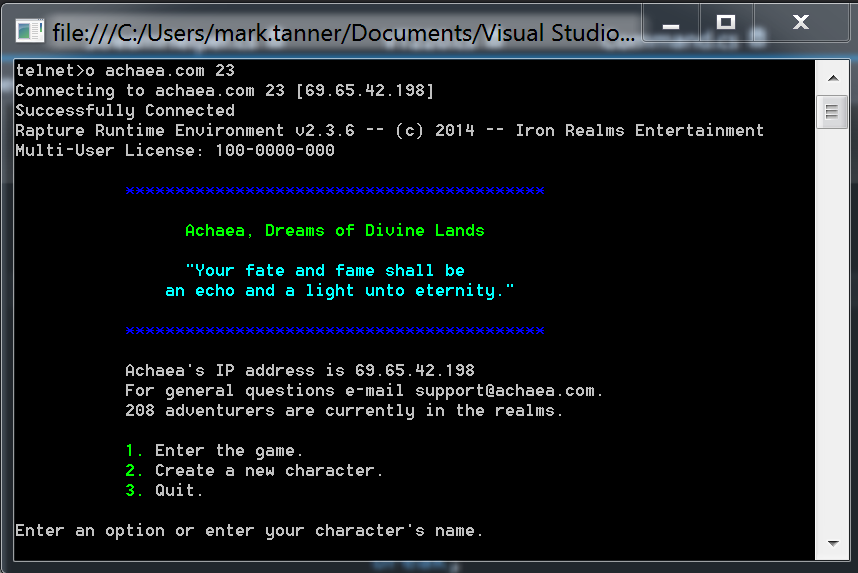 file:///C:/Users/mark.tanner/Documents/Visual Studio...
telnet>o achaea.com 23
Connecting to achaea.com 23 [69.65.42.198]
Successfully Connected
Rapture Runtime Environment v2.3.6 -- (c) 2014 -- Iron Realms Entertainment
Multi-User License: 100-0000-000
******************************************
Achaea, Dreams of Divine Lands
"Your fate and fame shall be
an echo and a light unto eternity."
******************************************
Achaea's IP address is 69.65.42.198
For general questions e-mail support@achaea.com.
208 adventurers are currently in the realms.
1. Enter the game.
2. Create a new character.
3. Quit.
Enter an option or enter your character's name.